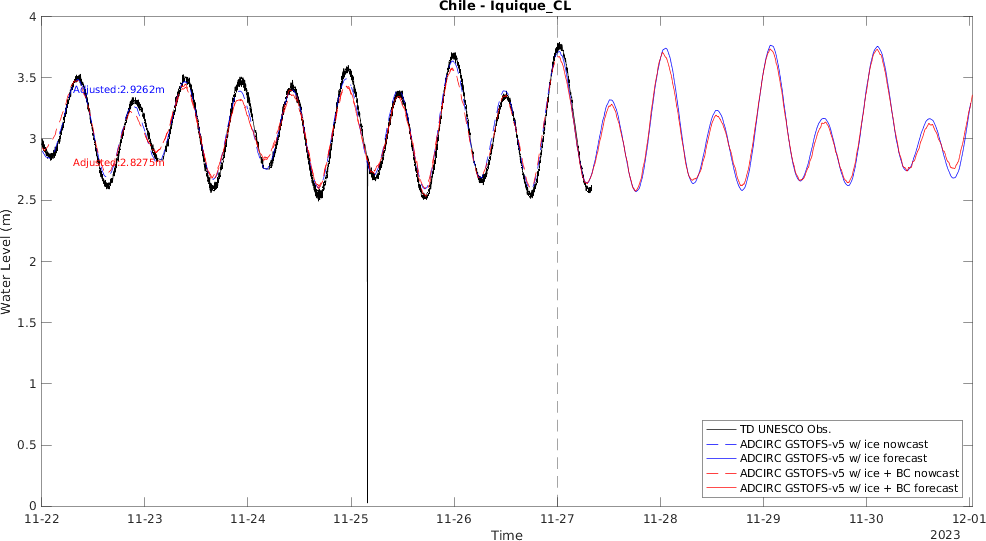 Chile - Iquique_CL
4
3.5
3
2.5
2
1.5
1
0.5
0
Water Level (m)
Adjusted:2.9262m
Adjusted:2.8275m
TD UNESCO Obs.
ADCIRC GSTOFS-v5 w/ ice nowcast
ADCIRC GSTOFS-v5 w/ ice forecast
ADCIRC GSTOFS-v5 w/ ice + BC nowcast
ADCIRC GSTOFS-v5 w/ ice + BC forecast
11-22 11-23 11-24 11-25 11-26 11-27 11-28 11-29 11-30 12-01
Time
2023